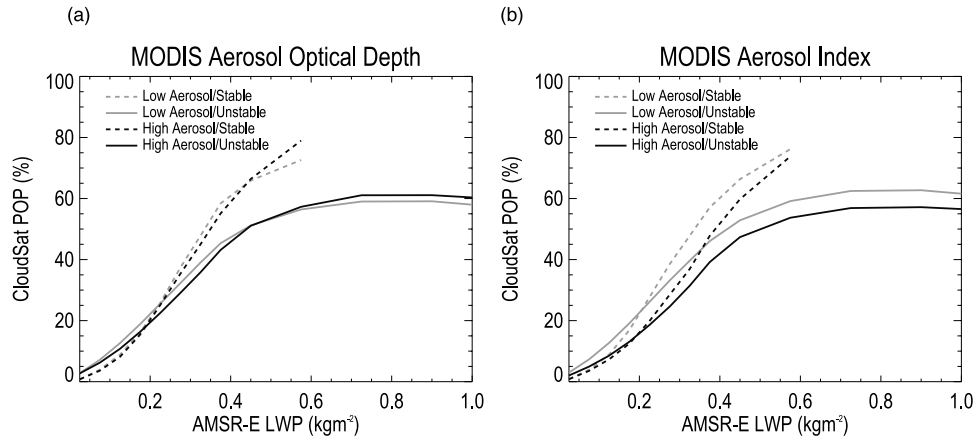 (a)
MODIS Aerosol Optical Depth
100
80
60
40
20
0
CloudSat POP (%)
Low Aerosol/Stable
Low Aerosol/Unstable
High Aerosol/Stable
High Aerosol/Unstable
0.2 0.4 0.6 0.8 1.0
AMSR-E LWP (kgm-2)
(b)
MODIS Aerosol Index
100
80
60
40
20
0
CloudSat POP (%)
Low Aerosol/Stable
Low Aerosol/Unstable
High Aerosol/Stable
High Aerosol/Unstable
0.2 0.4 0.6 0.8 1.0
AMSR-E LWP (kgm-2)